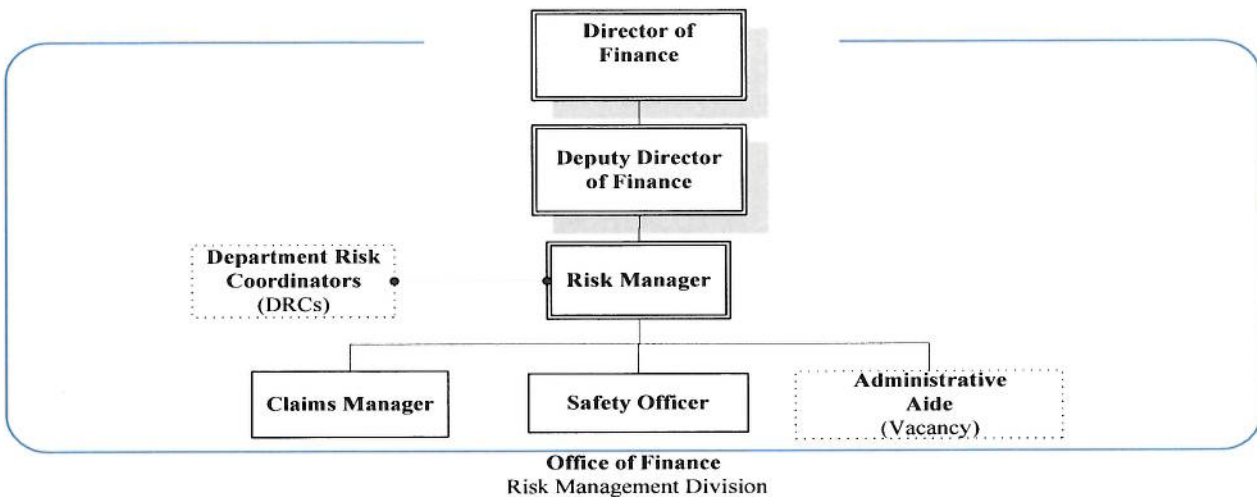 Director of
Finance
Deputy Director
of Finance
Department Risk
Coordinators
(DRCs)
Risk Manager
Claims Manager
Safety Officer
Administrative
Aide
(Vacancy)
Office of Finance
Risk Management Division